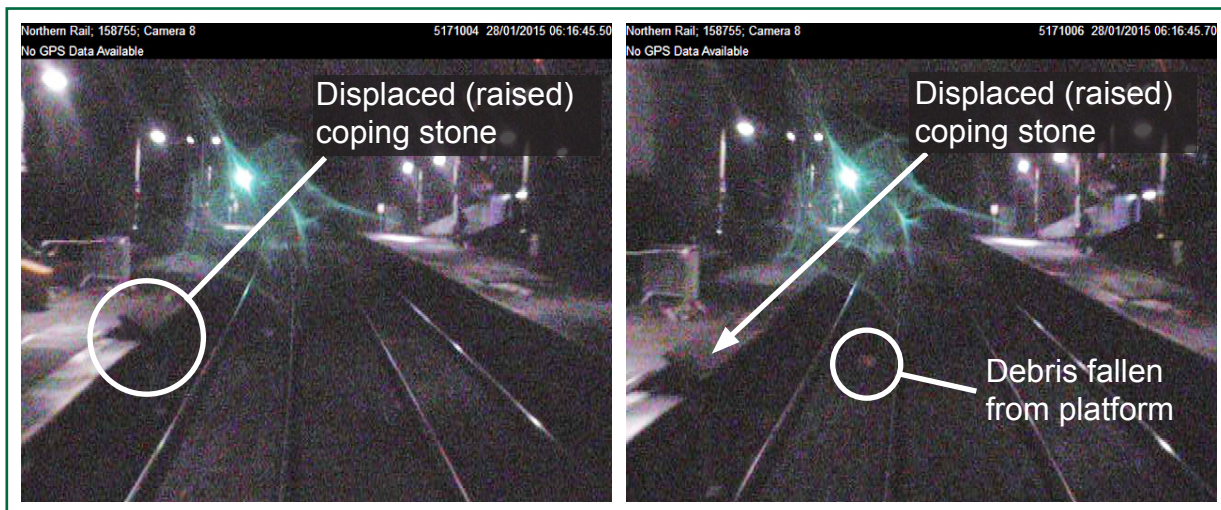 Northern Rail; 158755; Camera 8 5171004 28/01/2015 06:16:45.50
No GPS Data Available
Displaced (raised)
coping stone
Northern Rail; 158755; Camera 8 5171006 28/01/2015 06:16:45.70
No GPS Data Available
Displaced (raised)
coping stone
Debris fallen
from platform